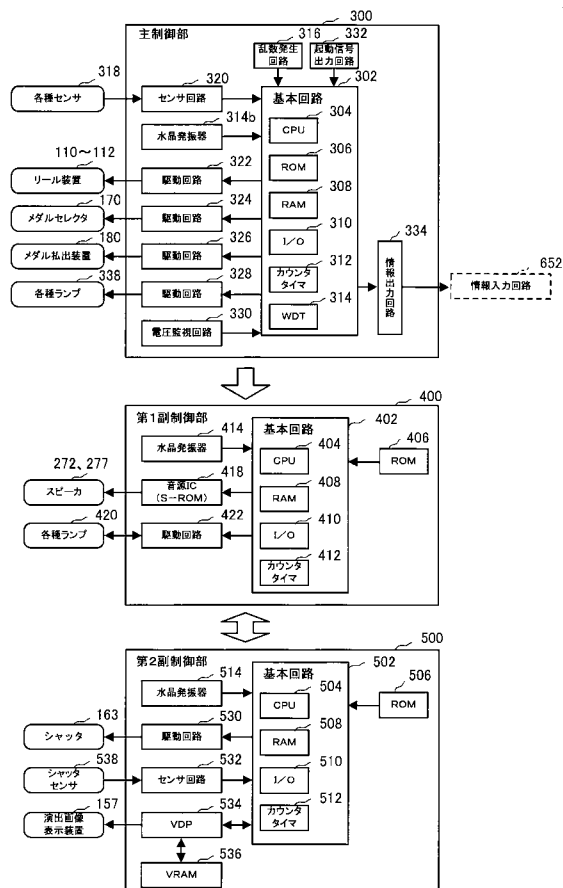 300
主制御部
316
332
乱数発生
回路
起動信号
出力回路
318
320
302
各種センサ
センサ回路
基本回路
314b
304
水晶発振器
CPU
110～112
322
306
リール装置
駆動回路
ROM
170
324
308
メダルセレクタ
駆動回路
RAM
180
326
310
334
メダル払出装置
駆動回路
I/O
338
328
312
652
各種ランプ
駆動回路
カウンタ
タイマ
情報出力回路
情報入力回路
330
314
電圧監視回路
WDT
400
第1副制御部
414
402
水晶発振器
基本回路
404
406
CPU
ROM
272、277
418
408
スピーカ
音源IC
(S-ROM)
RAM
420
422
410
各種ランプ
駆動回路
I/O
412
カウンタ
タイマ
500
第2副制御部
514
502
水晶発振器
基本回路
504
506
CPU
ROM
163
530
508
シャッタ
駆動回路
RAM
538
532
510
シャッタ
センサ
センサ回路
I/O
157
534
512
演出画像
表示装置
VDP
カウンタ
タイマ
536
VRAM